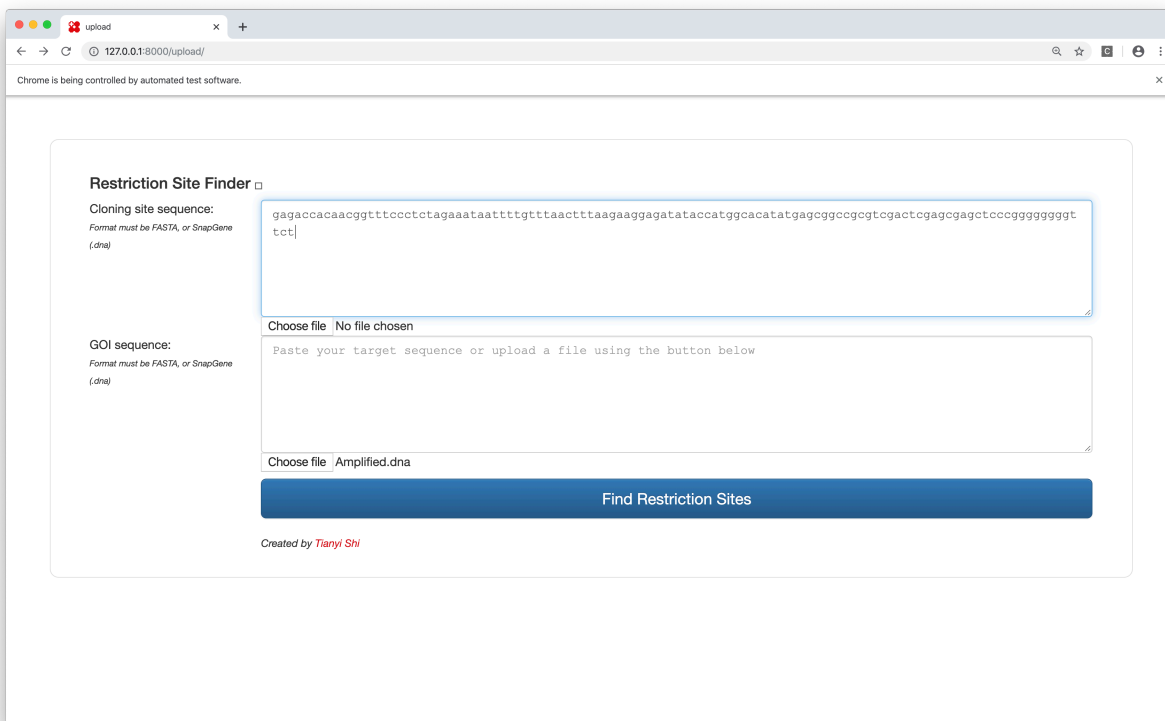 upload
127.0.0.1:8000/upload/
C
Chrome is being controlled by automated test software.
Restriction Site Finder
Cloning site sequence:
Format must be FASTA, or SnapGene
(.dna)
gagaccacaacggtttccctctagaaataattttgtttaactttaagaaggagatataccatggcacatatgagcggccgcgtcgactcgagcgagctcccgggggggggt
tct
Choose file No file chosen
GOI sequence:
Format must be FASTA, or SnapGene
(.dna)
Paste your target sequence or upload a file using the button below
Choose file Amplified.dna
Find Restriction Sites
Created by Tianyi Shi